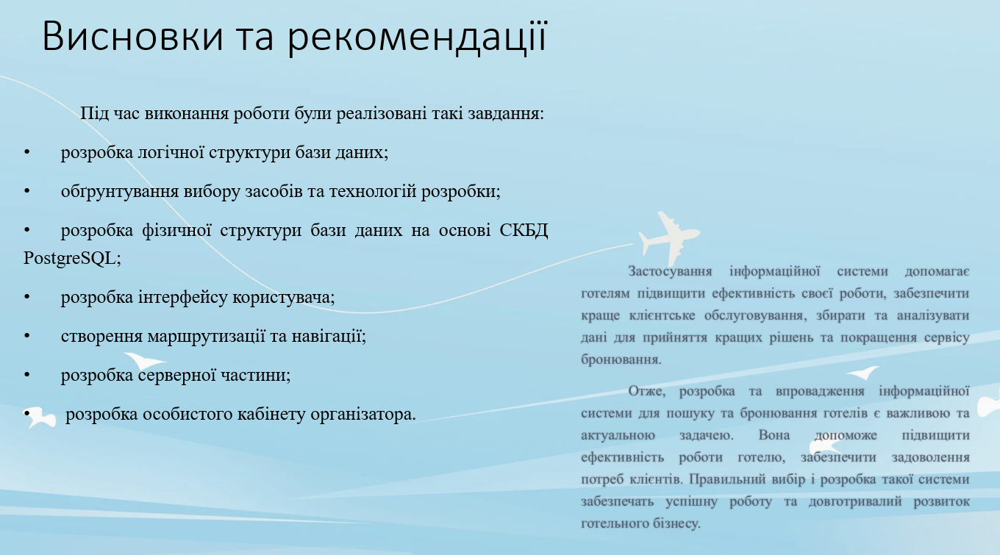 Висновки та рекомендації
Під час виконання роботи були реалізовані такі завдання:
• розробка логічної структури бази даних;
• обґрунтування вибору засобів та технологій розробки;
• розробка фізичної структури бази даних на основі СКБД
PostgreSQL;
• розробка інтерфейсу користувача;
• створення маршрутизації та навігації;
• розробка серверної частини;
• розробка особистого кабінету організатора.
Застосування інформаційної системи допомагає
готелям підвищити ефективність своєї роботи, забезпечити
краще клієнтське обслуговування, збирати та аналізувати
дані для прийняття кращих рішень та покращення сервісу
бронювання.
Отже, розробка та впровадження інформаційної
системи для пошуку та бронювання готелів є важливою та
актуальною задачею. Вона допоможе підвищити
ефективність роботи готелю, забезпечити задоволення
потреб клієнтів. Правильний вибір і розробка такої системи
забезпечать успішну роботу та довготривалий розвиток
готельного бізнесу.